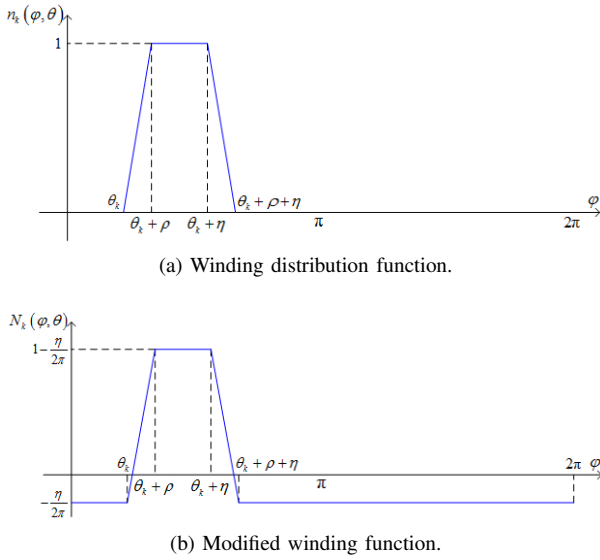 n_k(φ,θ)
1
θ_k
θ_k + ρ + η
φ
θ_k + ρ
θ_k + η
π
2π
(a) Winding distribution function.
N_k(φ,θ)
1 - η/2π
θ_k
θ_k + ρ + η
2π
φ
θ_k + ρ
θ_k + η
π
-η/2π
(b) Modified winding function.